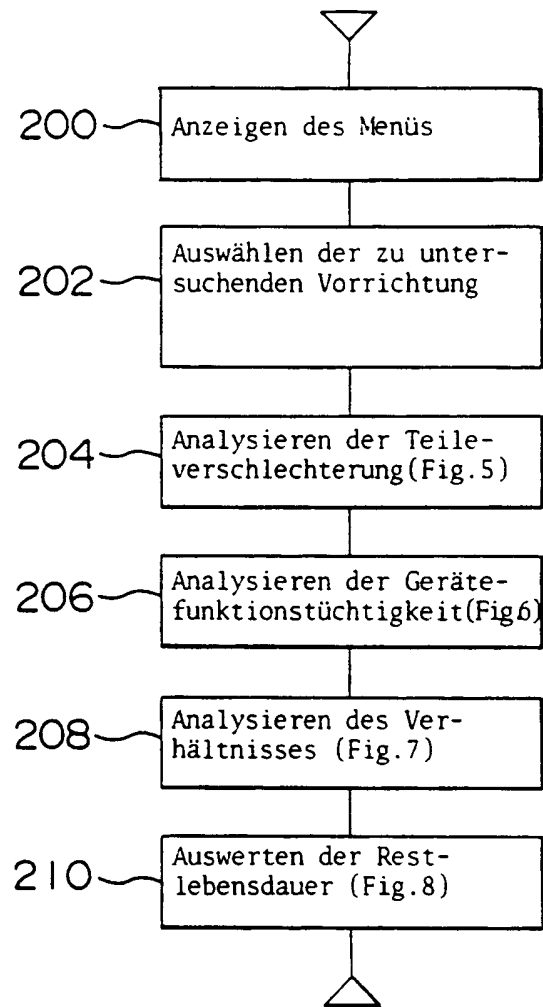 200
Anzeigen des Menüs
202
Auswählen der zu unter-
suchenden Vorrichtung
204
Analysieren der Teile-
verschlechterung(Fig.5)
206
Analysieren der Geräte-
funktionstüchtigkeit(Fig6)
208
Analysieren des Ver-
hältnisses (Fig.7)
210
Auswerten der Rest-
lebensdauer (Fig.8)